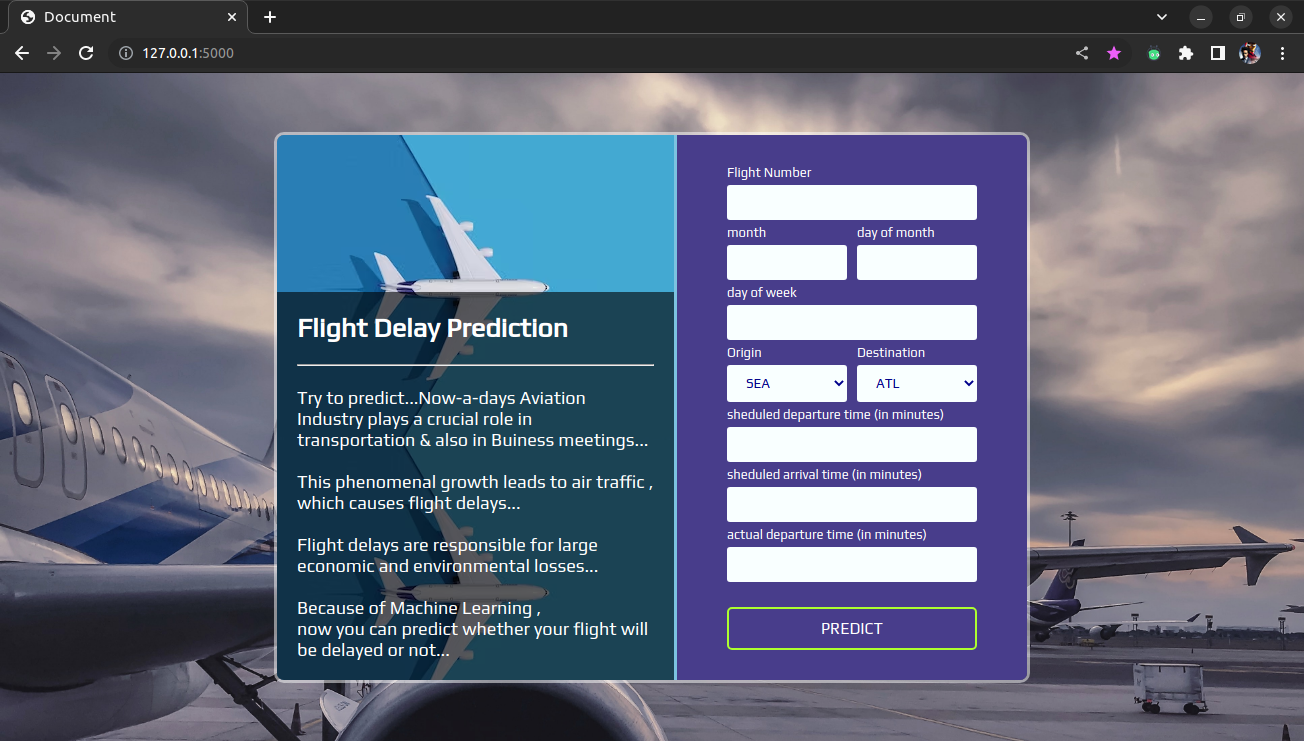 Document
127.0.0.1:5000
Flight Delay Prediction
Try to predict...Now-a-days Aviation
Industry plays a crucial role in
transportation & also in Buiness meetings...
This phenomenal growth leads to air traffic ,
which causes flight delays...
Flight delays are responsible for large
economic and environmental losses...
Because of Machine Learning ,
now you can predict whether your flight will
be delayed or not...
Flight Number
month day of month
day of week
Origin Destination
SEA ATL
sheduled departure time (in minutes)
sheduled arrival time (in minutes)
actual departure time (in minutes)
PREDICT